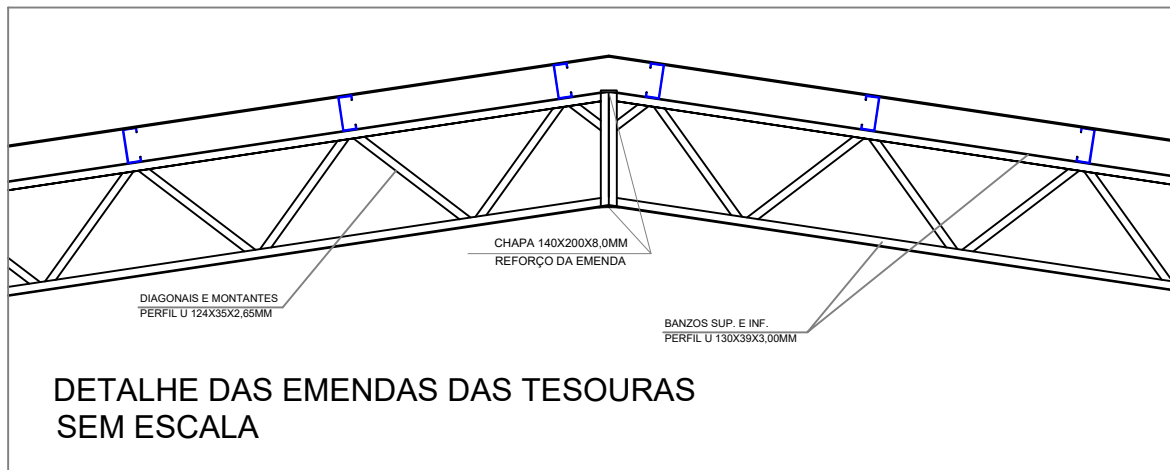 CHAPA 140X200X8,0MM
REFORÇO DA EMENDA
DIAGONAIS E MONTANTES
PERFIL U 124X35X2,65MM
BANZOS SUP. E INF.
PERFIL U 130X39X3,00MM
DETALHE DAS EMENDAS DAS TESOURAS
SEM ESCALA